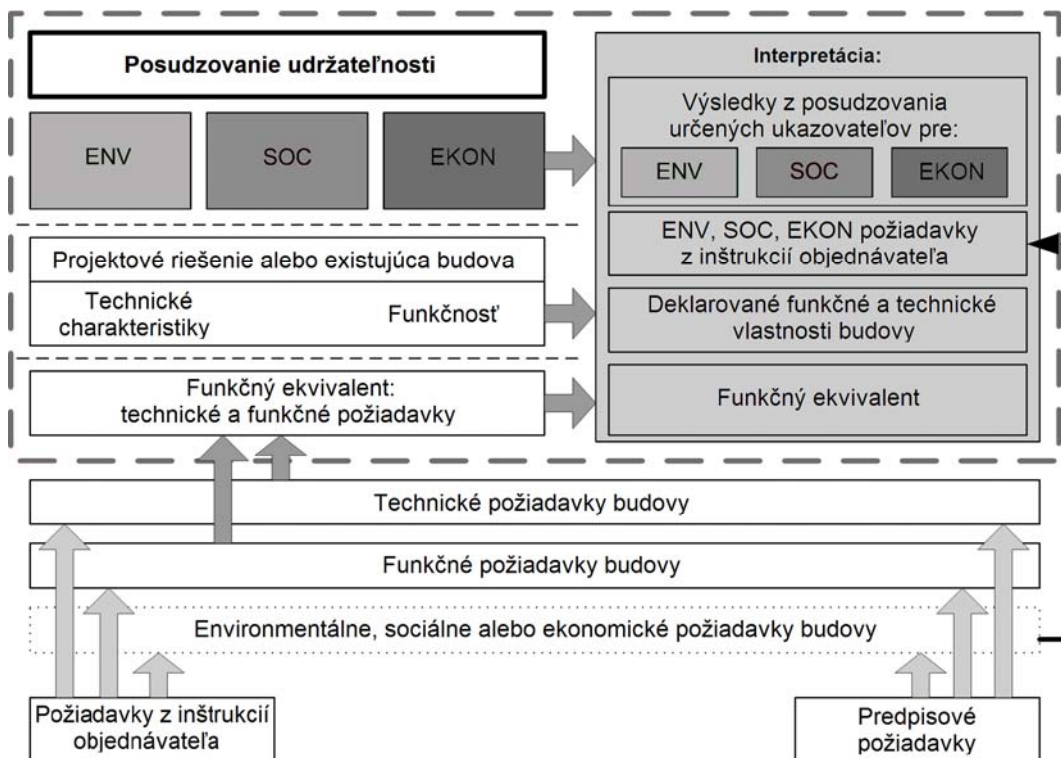 Posudzovanie udržateľnosti
ENV
SOC
EKON
Projektové riešenie alebo existujúca budova
Technické
charakteristiky
Funkčnosť
Funkčný ekvivalent:
technické a funkčné požiadavky
Interpretácia:
Výsledky z posudzovania
určených ukazovateľov pre:
ENV
SOC
EKON
ENV, SOC, EKON požiadavky
z inštrukcií objednávateľa
Deklarované funkčné a technické
vlastnosti budovy
Funkčný ekvivalent
Technické požiadavky budovy
Funkčné požiadavky budovy
Environmentálne, sociálne alebo ekonomické požiadavky budovy
Požiadavky z inštrukcií
objednávateľa
Predpisové
požiadavky